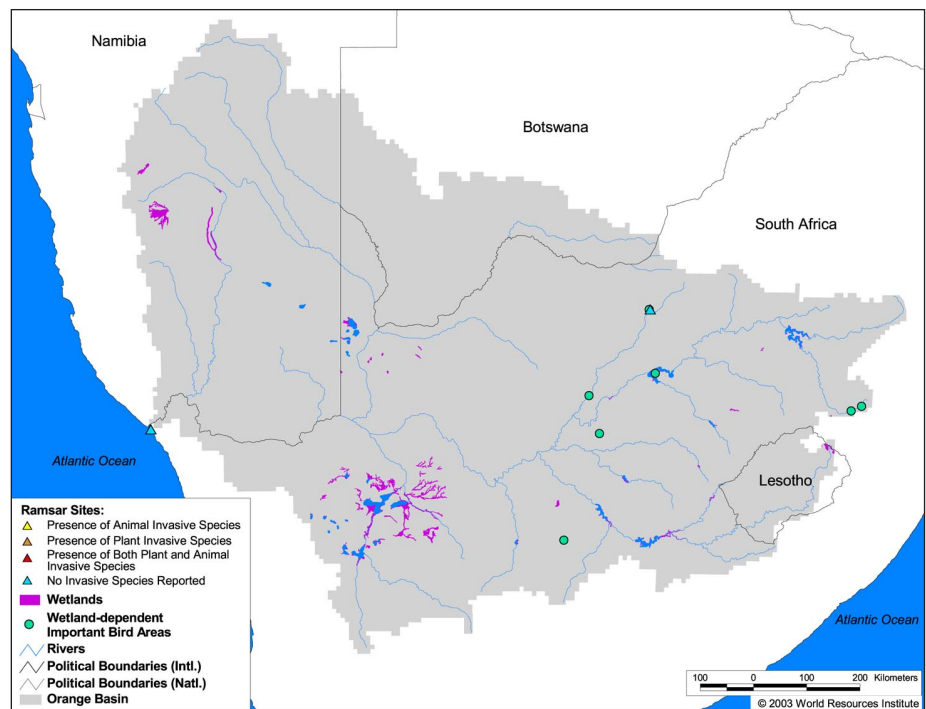 Namibia
Botswana
South Africa
Atlantic Ocean
Lesotho
Atlantic Ocean
Ramsar Sites:
Presence of Animal Invasive Species
Presence of Plant Invasive Species
Presence of Both Plant and Animal
Invasive Species
No Invasive Species Reported
Wetlands
Wetland-dependent
Important Bird Areas
Rivers
Political Boundaries (Intl.)
Political Boundaries (Natl.)
Orange Basin
100 0 100 200 Kilometers
© 2003 World Resources Institute